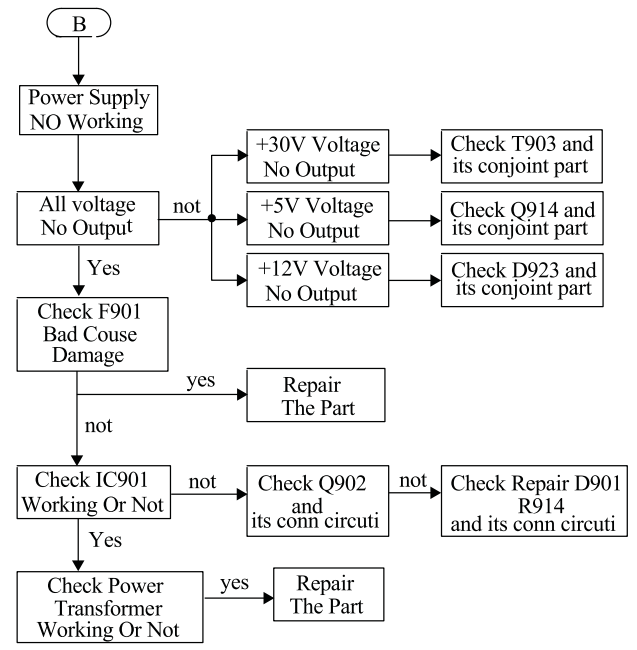 B
Power Supply
NO Working
All voltage
No Output
not
+30V Voltage
No Output
Check T903 and
its conjoint part
+5V Voltage
No Output
Check Q914 and
its conjoint part
+12V Voltage
No Output
Check D923 and
its conjoint part
Yes
Check F901
Bad Couse
Damage
yes
Repair
The Part
not
Check IC901
Working Or Not
not
Check Q902
and
its conn circuti
not
Check Repair D901
R914
and its conn circuti
Yes
Check Power
Transformer
Working Or Not
yes
Repair
The Part